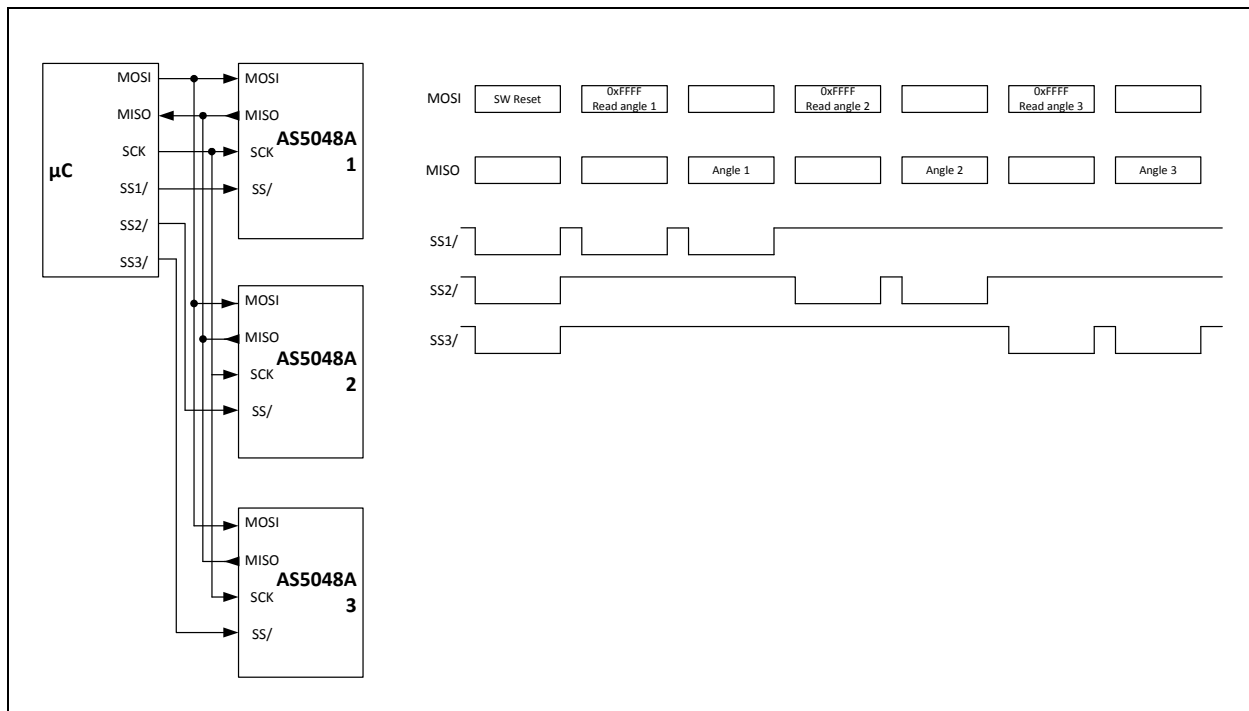 MOSI
MISO
SCK
SS1/
SS2/
SS3/
µC
MOSI
MISO
SCK
SS/
AS5048A
1
MOSI
MISO
SCK
SS/
AS5048A
2
MOSI
MISO
SCK
SS/
AS5048A
3
MOSI
SW Reset
0xFFFF
Read angle 1
0xFFFF
Read angle 2
0xFFFF
Read angle 3
MISO
Angle 1
Angle 2
Angle 3
SS1/
SS2/
SS3/